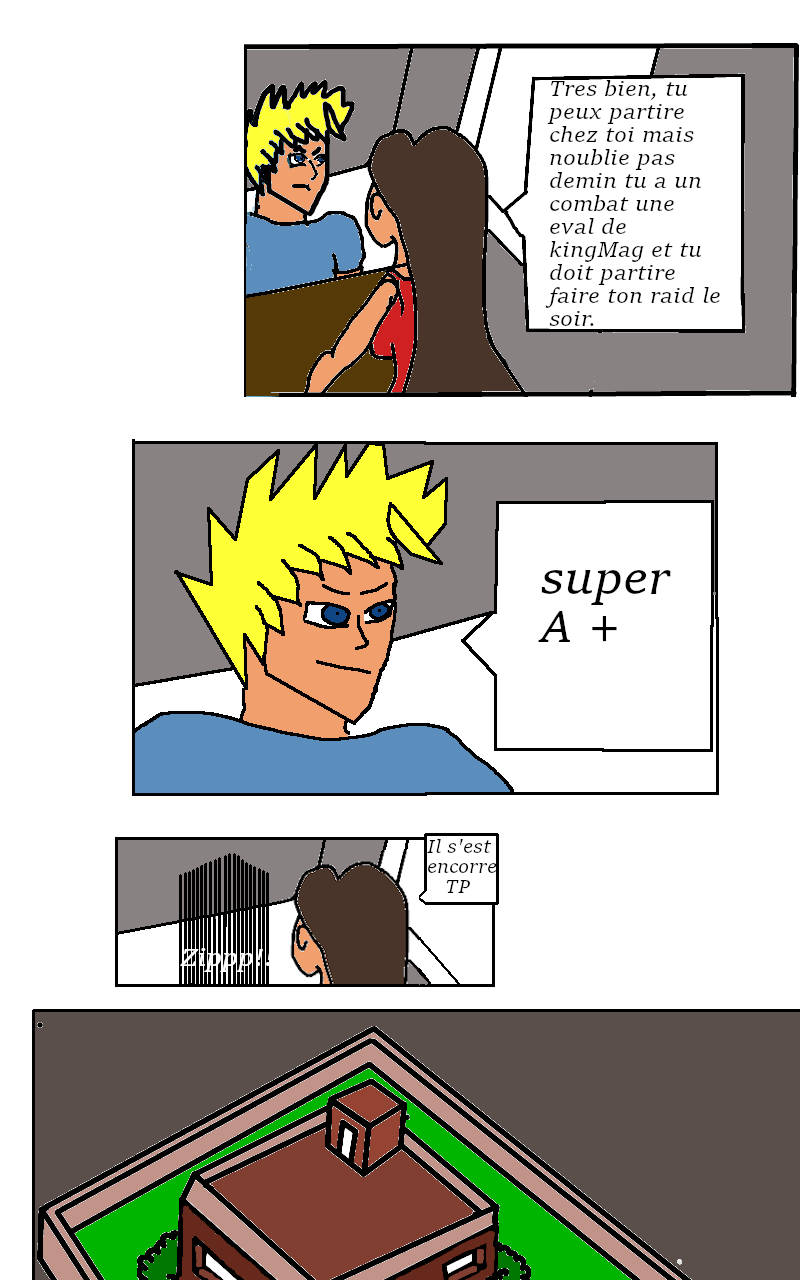 Tres bien, tu
peux partire
chez toi mais
noublie pas
demin tu a un
combat une
eval de
kingMag et tu
doit partire
faire ton raid le
soir.
super
A +
Il s'est
encorre
TP
Zippp!!